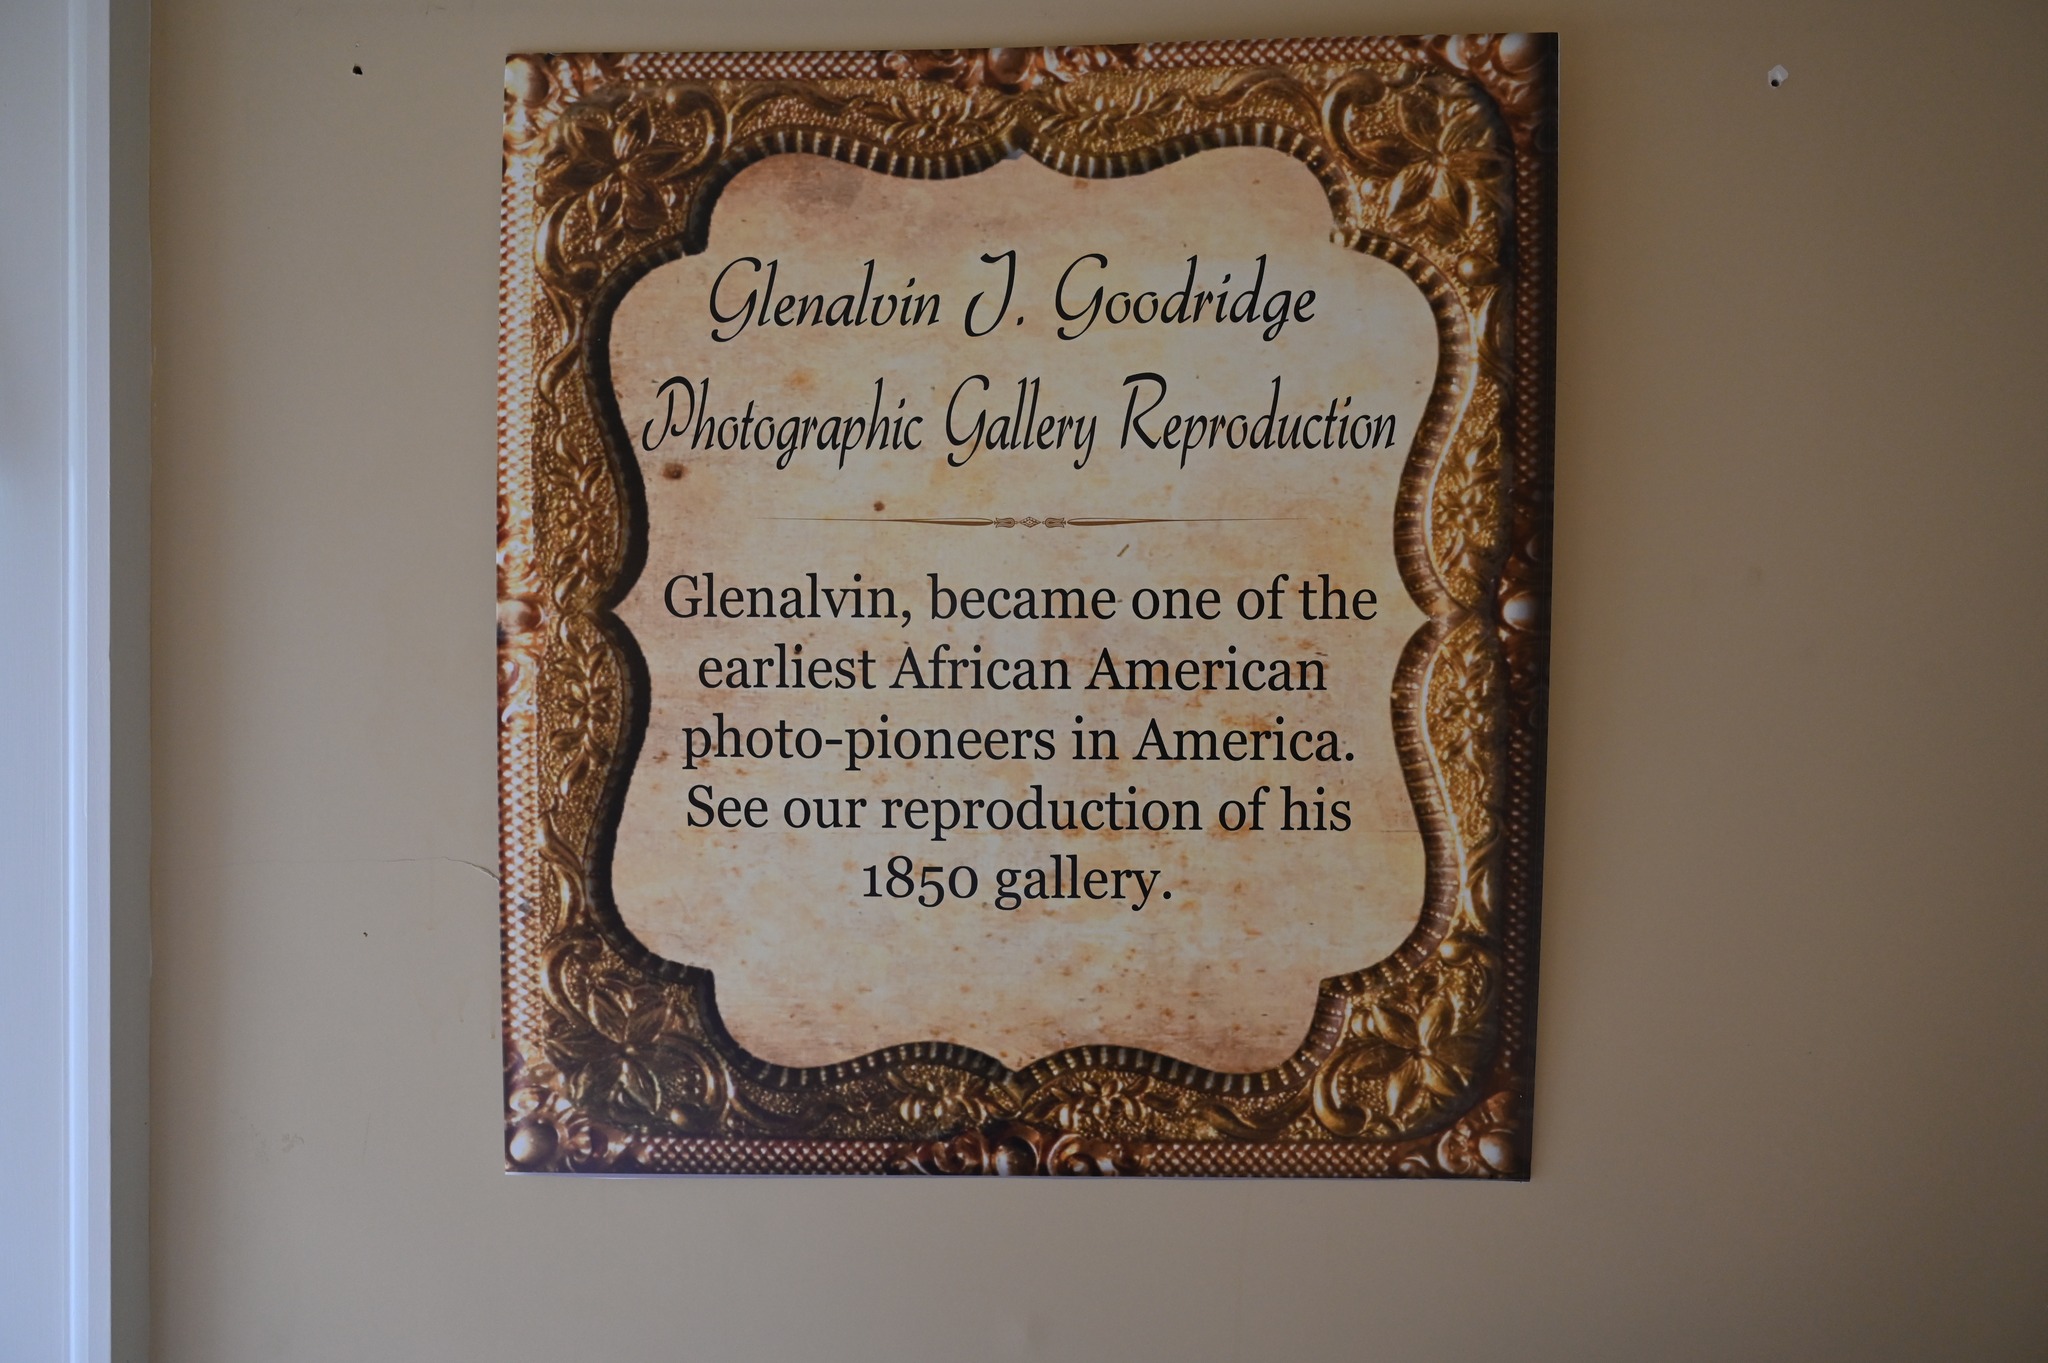 Glenalvin J. Goodridge
Photographic Gallery Reproduction
Glenalvin, became one of the
earliest African American
photo-pioneers in America.
See our reproduction of his
1850 gallery.